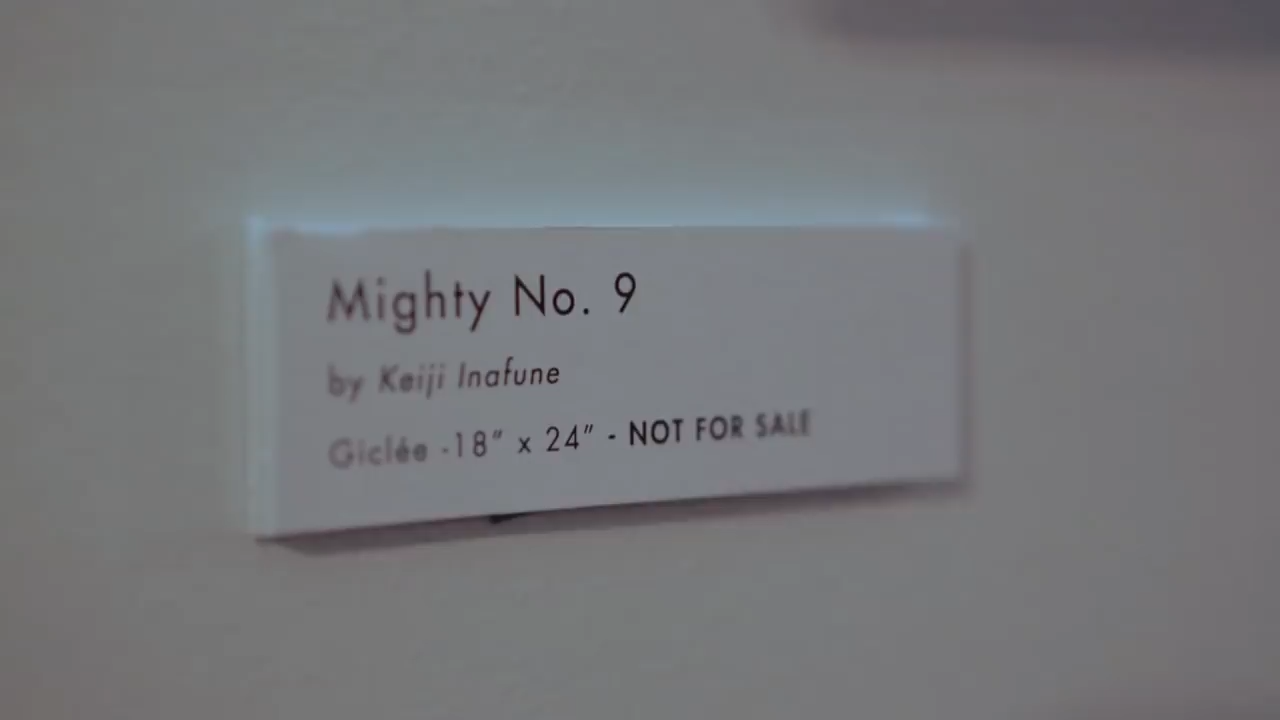 Mighty No. 9
by Keiji Inafune
Giclée -18” x 24” - NOT FOR SALE